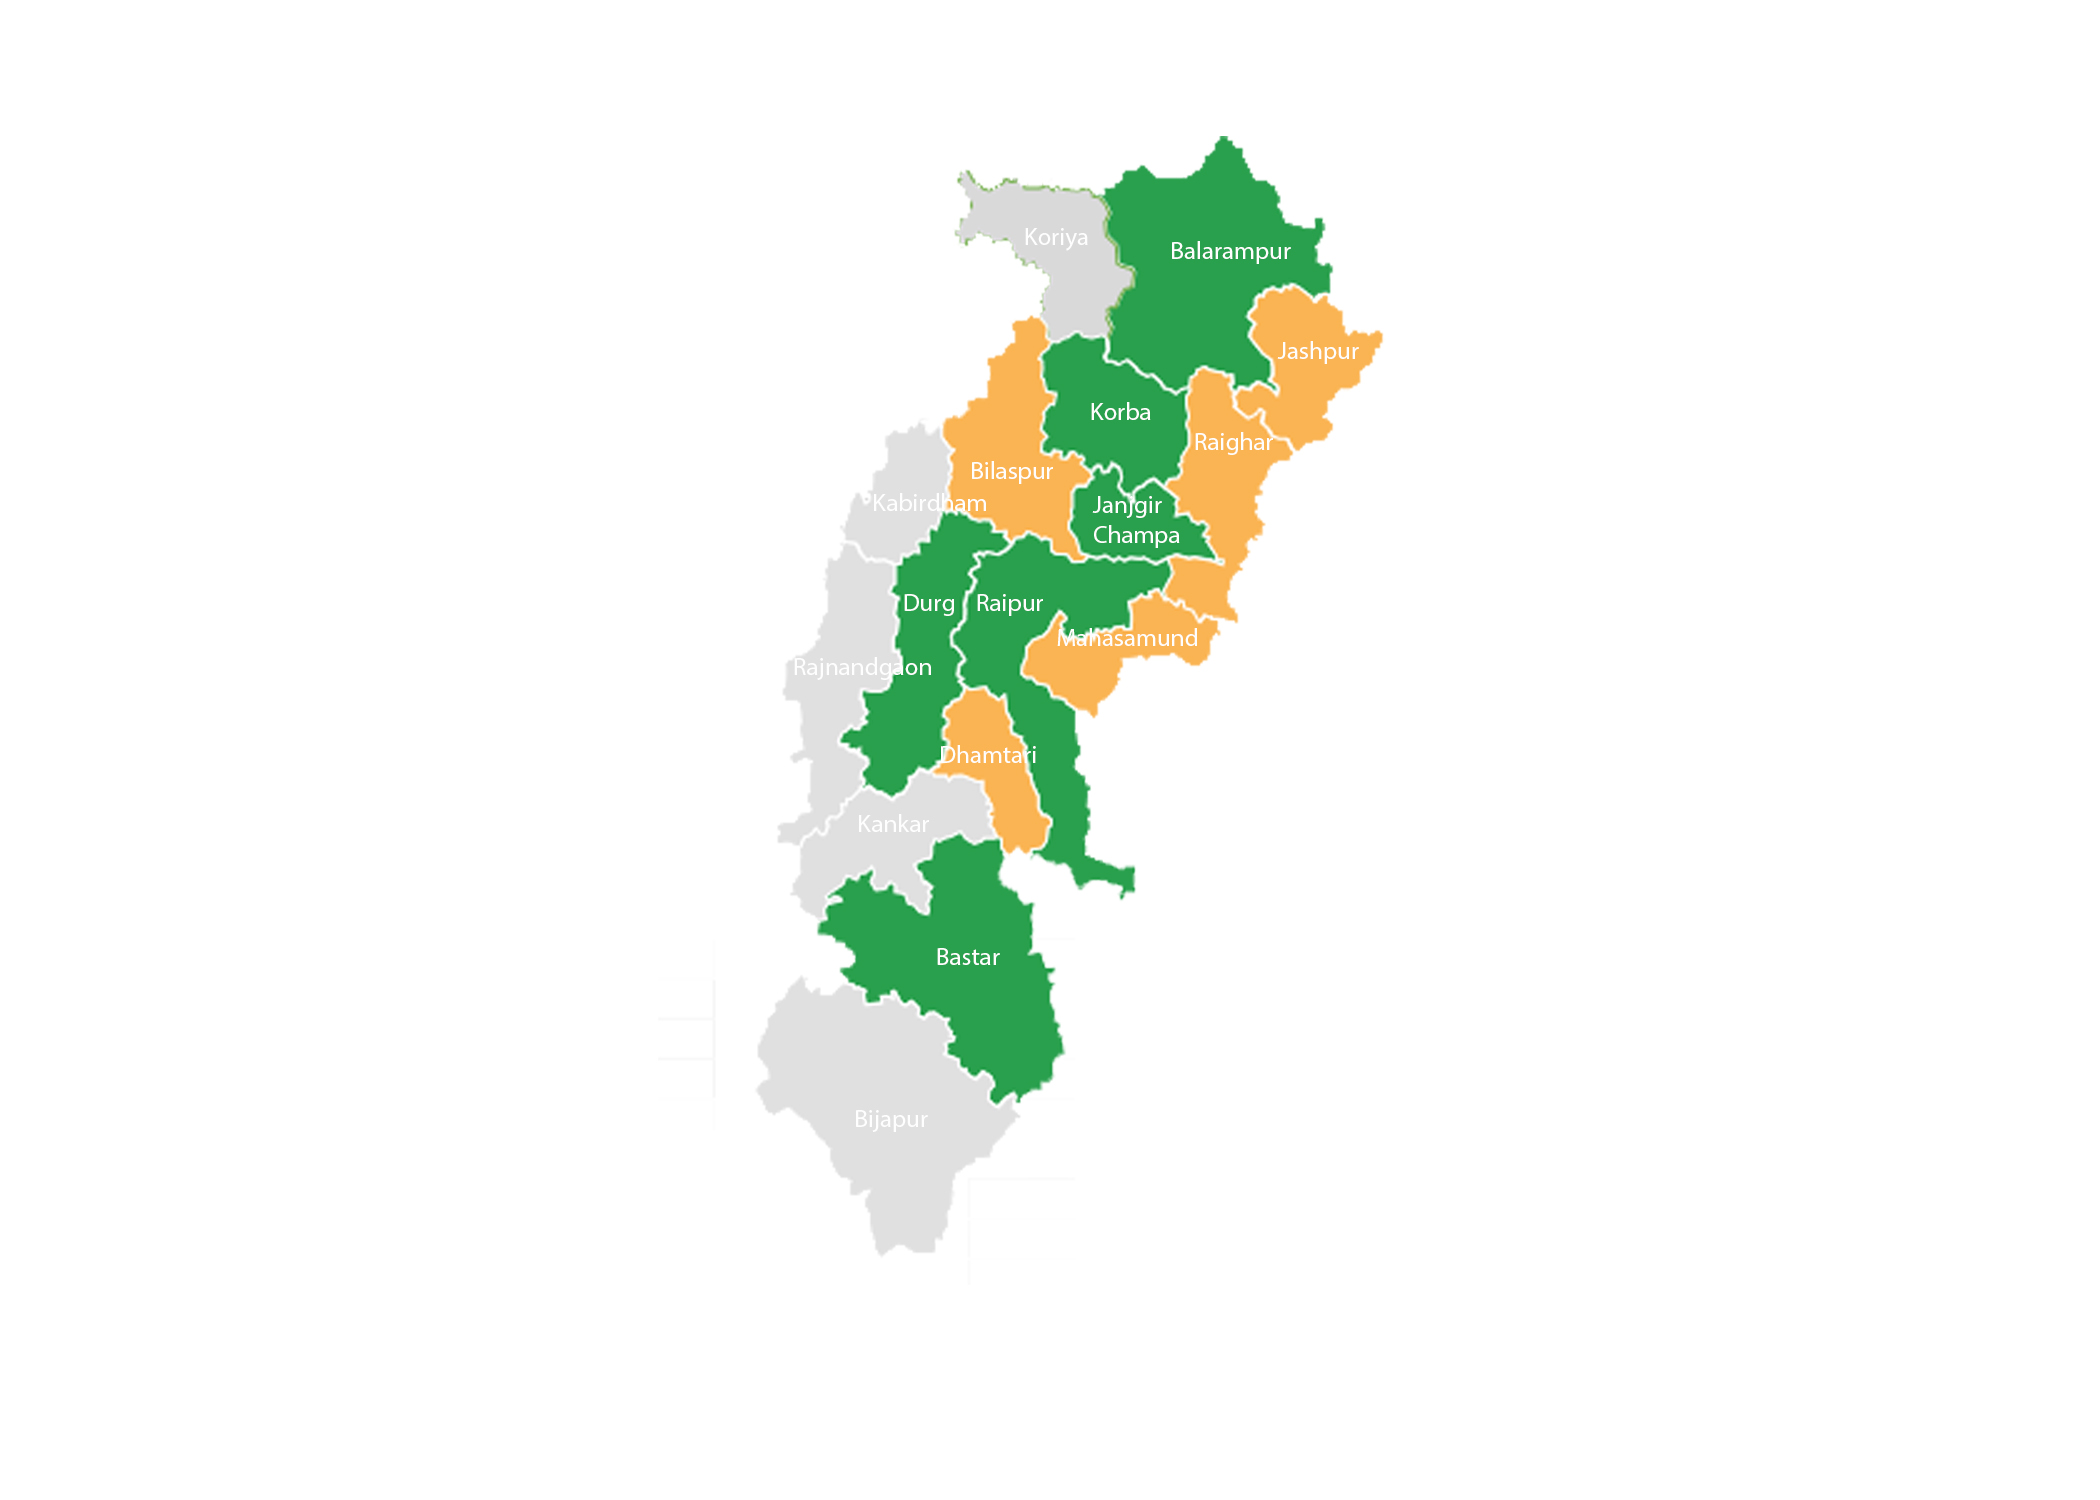 Koriya
Balarampur
Jashpur
Korba
Raighar
Bilaspur
Kabirdham
Janjgir
Champa
Durg
Raipur
Mahasamund
Rajnandgaon
Dhamtari
Kankar
Bastar
Bijapur